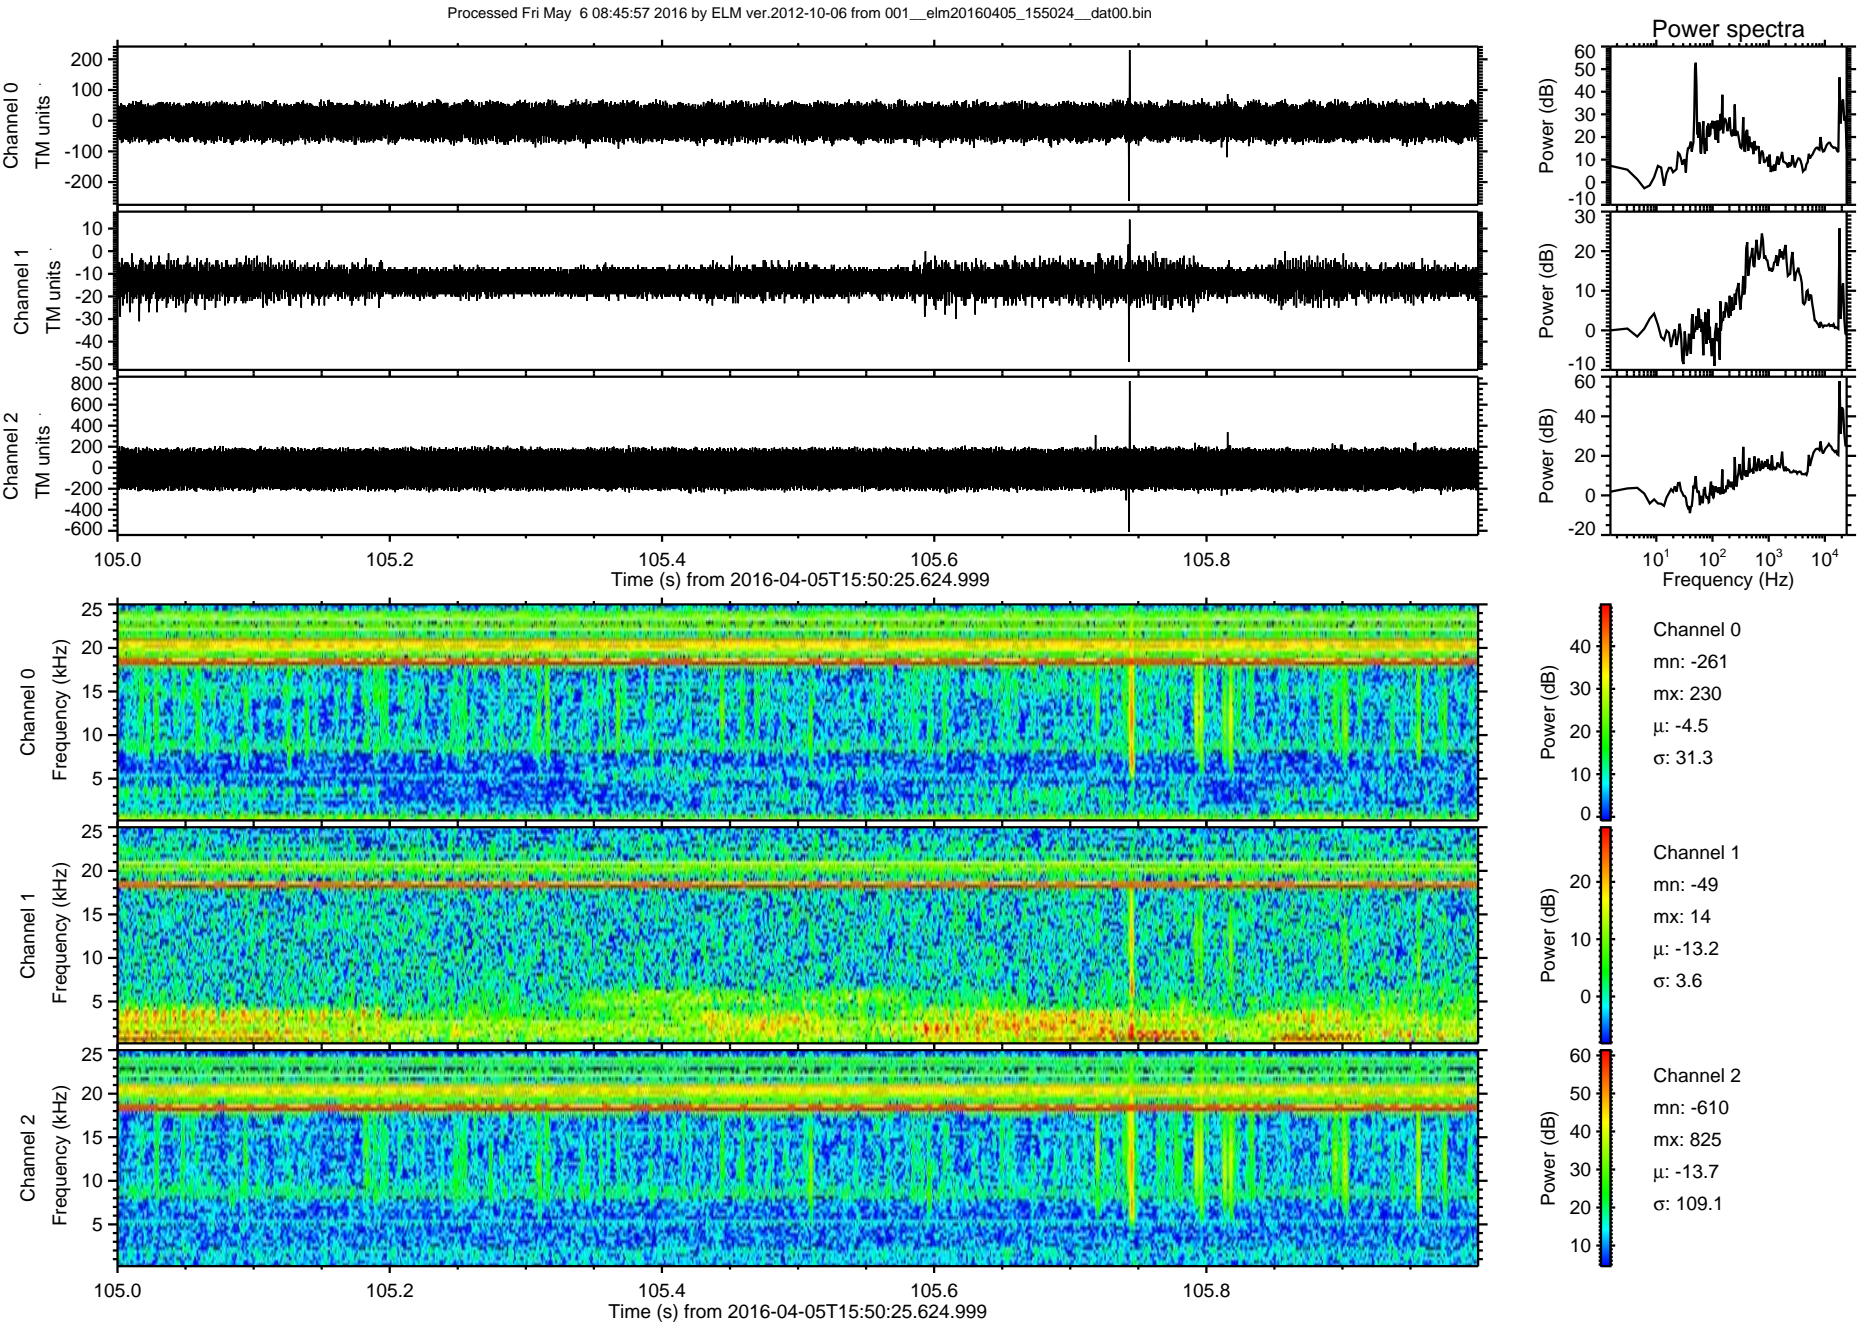 Processed Fri May  6 08:45:57 2016 by ELM ver.2012-10-06 from 001__elm20160405_155024__dat00.bin
Power spectra
Channel 0
TM units
200
100
0
-100
-200
Power (dB)
60
50
40
30
20
10
0
-10
Channel 1
TM units
10
0
-10
-20
-30
-40
-50
Power (dB)
30
20
10
0
-10
Channel 2
TM units
800
600
400
200
0
-200
-400
-600
Power (dB)
60
40
20
0
-20
105.0 105.2 105.4 105.6 105.8
Time (s) from 2016-04-05T15:50:25.624.999
10^1 10^2 10^3 10^4
Frequency (Hz)
Channel 0
Frequency (kHz)
25
20
15
10
5
Power (dB)
40
30
20
10
0
Channel 0
mn: -261
mx: 230
μ: -4.5
σ: 31.3
Channel 1
Frequency (kHz)
25
20
15
10
5
Power (dB)
20
10
0
Channel 1
mn: -49
mx: 14
μ: -13.2
σ: 3.6
Channel 2
Frequency (kHz)
25
20
15
10
5
Power (dB)
60
50
40
30
20
10
Channel 2
mn: -610
mx: 825
μ: -13.7
σ: 109.1
105.0 105.2 105.4 105.6 105.8
Time (s) from 2016-04-05T15:50:25.624.999